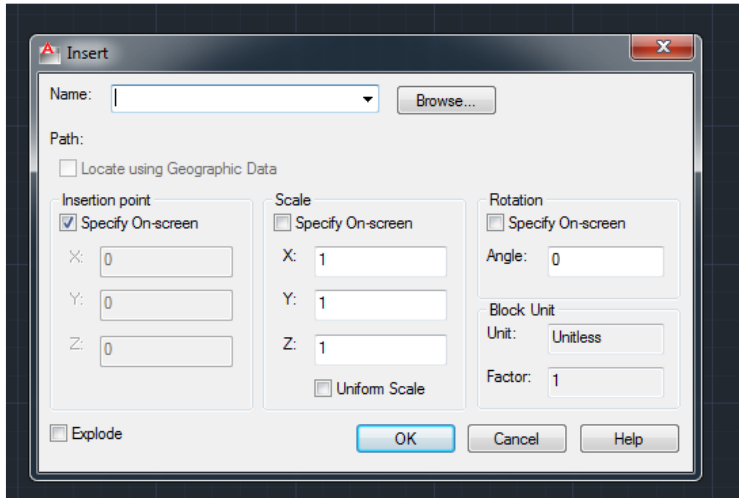 Insert
Name:
Browse...
Path:
Locate using Geographic Data
Insertion point
Specify On-screen
X: 0
Y: 0
Z: 0
Scale
Specify On-screen
X: 1
Y: 1
Z: 1
Uniform Scale
Rotation
Specify On-screen
Angle: 0
Block Unit
Unit: Unitless
Factor: 1
Explode
OK Cancel Help